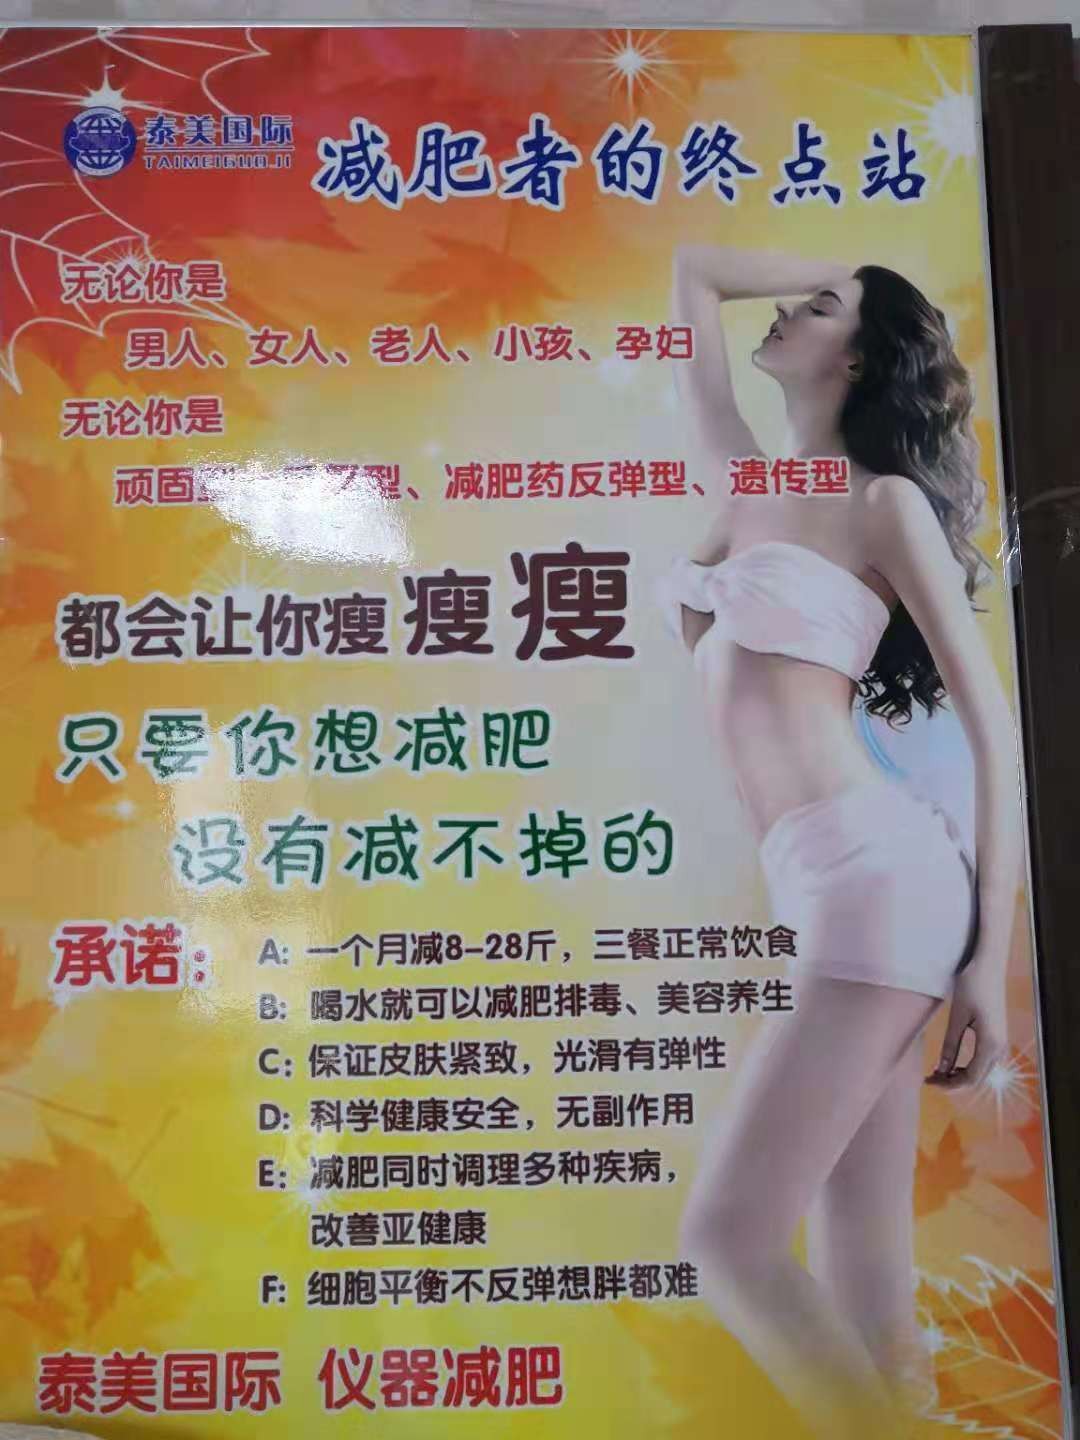 泰美国际
TAIMEIGUOJI
减肥者的终点站
无论你是
男人、女人、老人、小孩、孕妇
无论你是
顽固 型、减肥药反弹型、遗传型
都会让你瘦瘦瘦
只要你想减肥
没有减不掉的
承诺：
A: 一个月减8-28斤，三餐正常饮食
B: 喝水就可以减肥排毒、美容养生
C: 保证皮肤紧致，光滑有弹性
D: 科学健康安全，无副作用
E: 减肥同时调理多种疾病，
改善亚健康
F: 细胞平衡不反弹想胖都难
泰美国际 仪器减肥